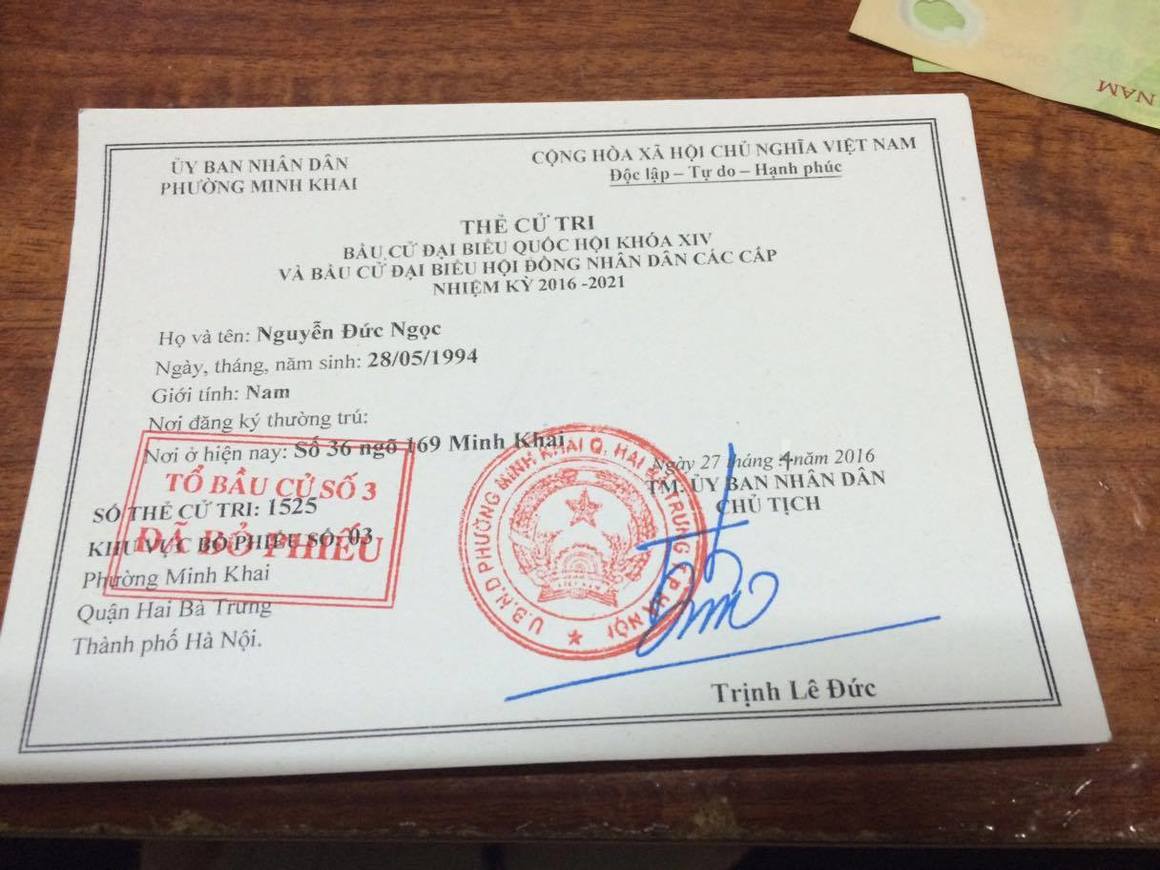 ỦY BAN NHÂN DÂN
PHƯỜNG MINH KHAI
CỘNG HÒA XÃ HỘI CHỦ NGHĨA VIỆT NAM
Độc lập – Tự do – Hạnh phúc
THẺ CỬ TRI
BẦU CỬ ĐẠI BIỂU QUỐC HỘI KHÓA XIV
VÀ BẦU CỬ ĐẠI BIỂU HỘI ĐỒNG NHÂN DÂN CÁC CẤP
NHIỆM KỲ 2016 -2021
Họ và tên: Nguyễn Đức Ngọc
Ngày, tháng, năm sinh: 28/05/1994
Giới tính: Nam
Nơi đăng ký thường trú:
Nơi ở hiện nay: Số 36 ngõ 169 Minh Khai,
TỔ BẦU CỬ SỐ 3
ĐÃ BỎ PHIẾU
SỐ THẺ CỬ TRI: 1525
KHU VỰC BỎ PHIẾU SỐ: 03
Phường Minh Khai
Quận Hai Bà Trưng
Thành phố Hà Nội.
U.B.N.D PHƯỜNG MINH KHAI Q. HAI BÀ TRƯNG T.P HÀ NỘI
Ngày 27 tháng 4 năm 2016
TM. ỦY BAN NHÂN DÂN
CHỦ TỊCH
Trịnh Lê Đức
NAM